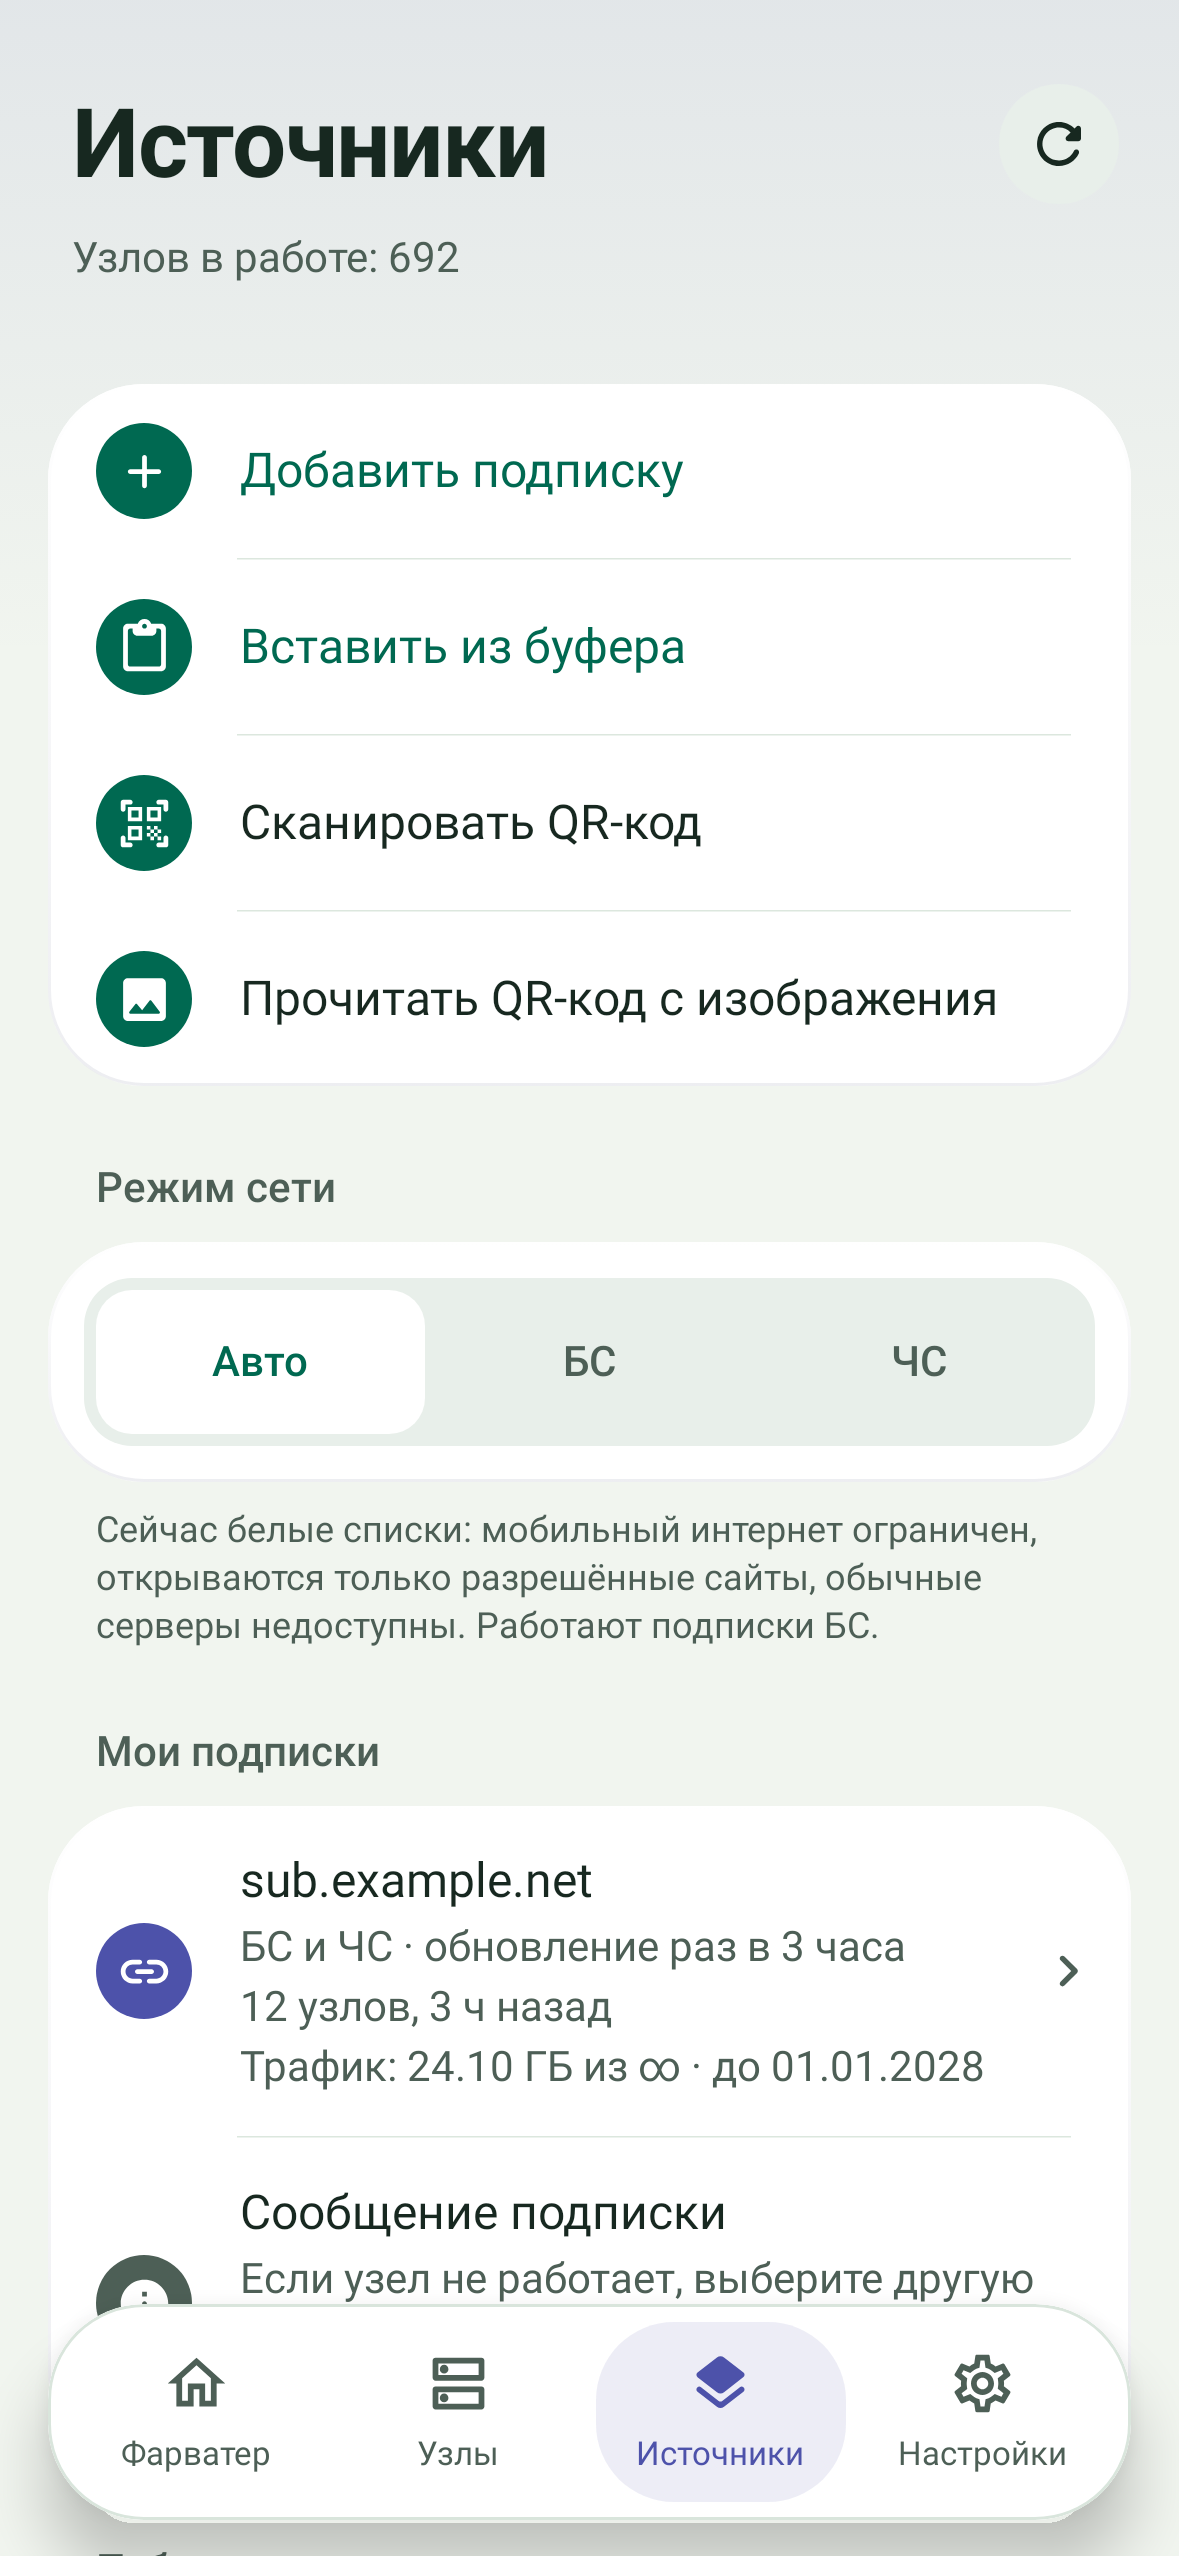 Источники
Узлов в работе: 692
Добавить подписку
Вставить из буфера
Сканировать QR-код
Прочитать QR-код с изображения
Режим сети
Авто
БС
ЧС
Сейчас белые списки: мобильный интернет ограничен,
открываются только разрешённые сайты, обычные
серверы недоступны. Работают подписки БС.
Мои подписки
sub.example.net
БС и ЧС · обновление раз в 3 часа
12 узлов, 3 ч назад
Трафик: 24.10 ГБ из ∞ · до 01.01.2028
Сообщение подписки
Если узел не работает, выберите другую
Фарватер
Узлы
Источники
Настройки